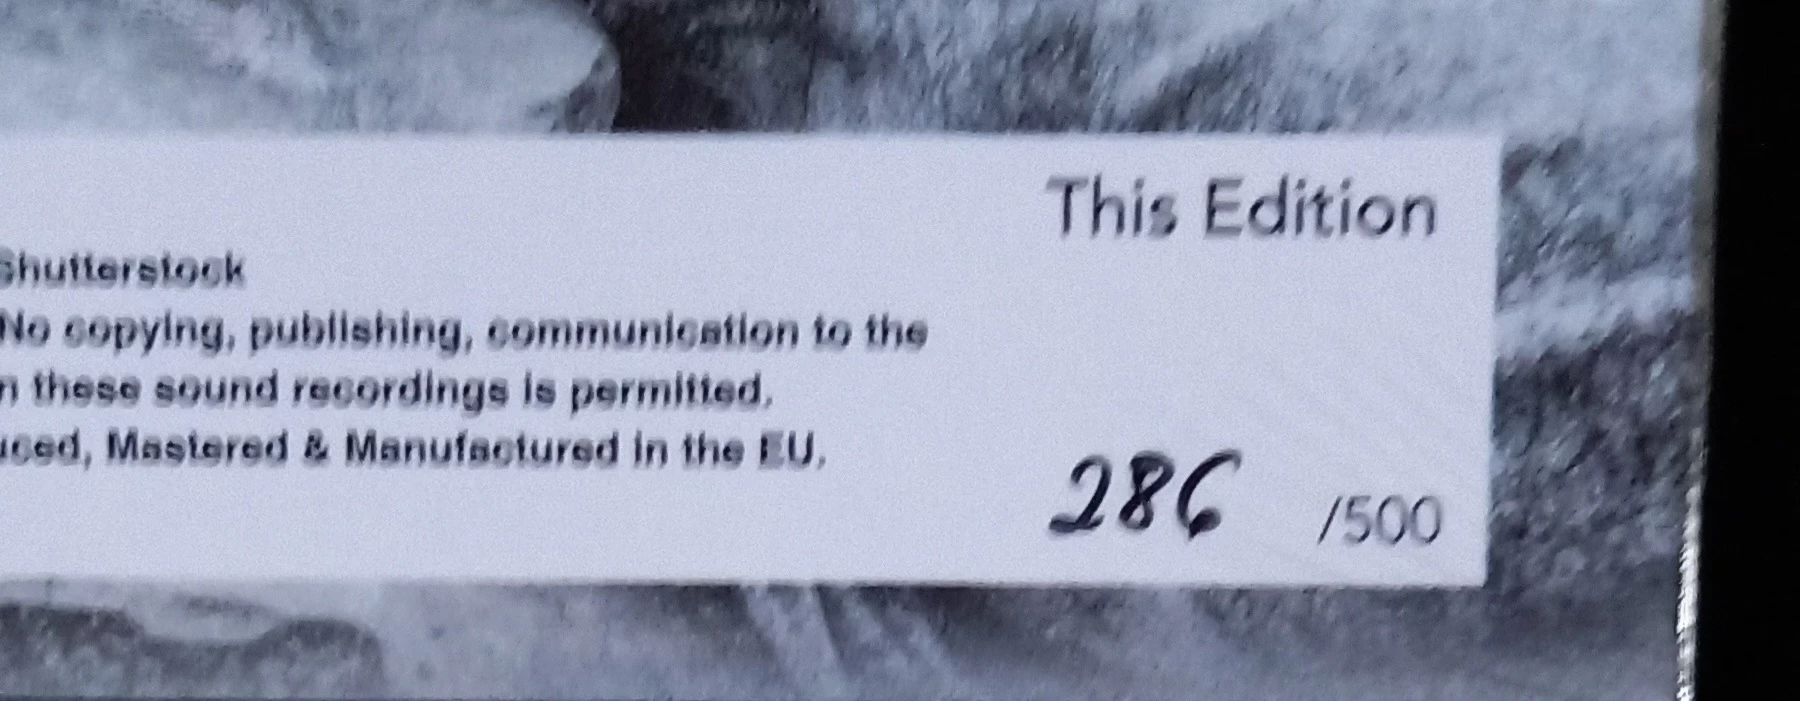 This Edition
Shutterstock
No copying, publishing, communication to the
n these sound recordings is permitted.
uced, Mastered & Manufactured in the EU.
286 /500